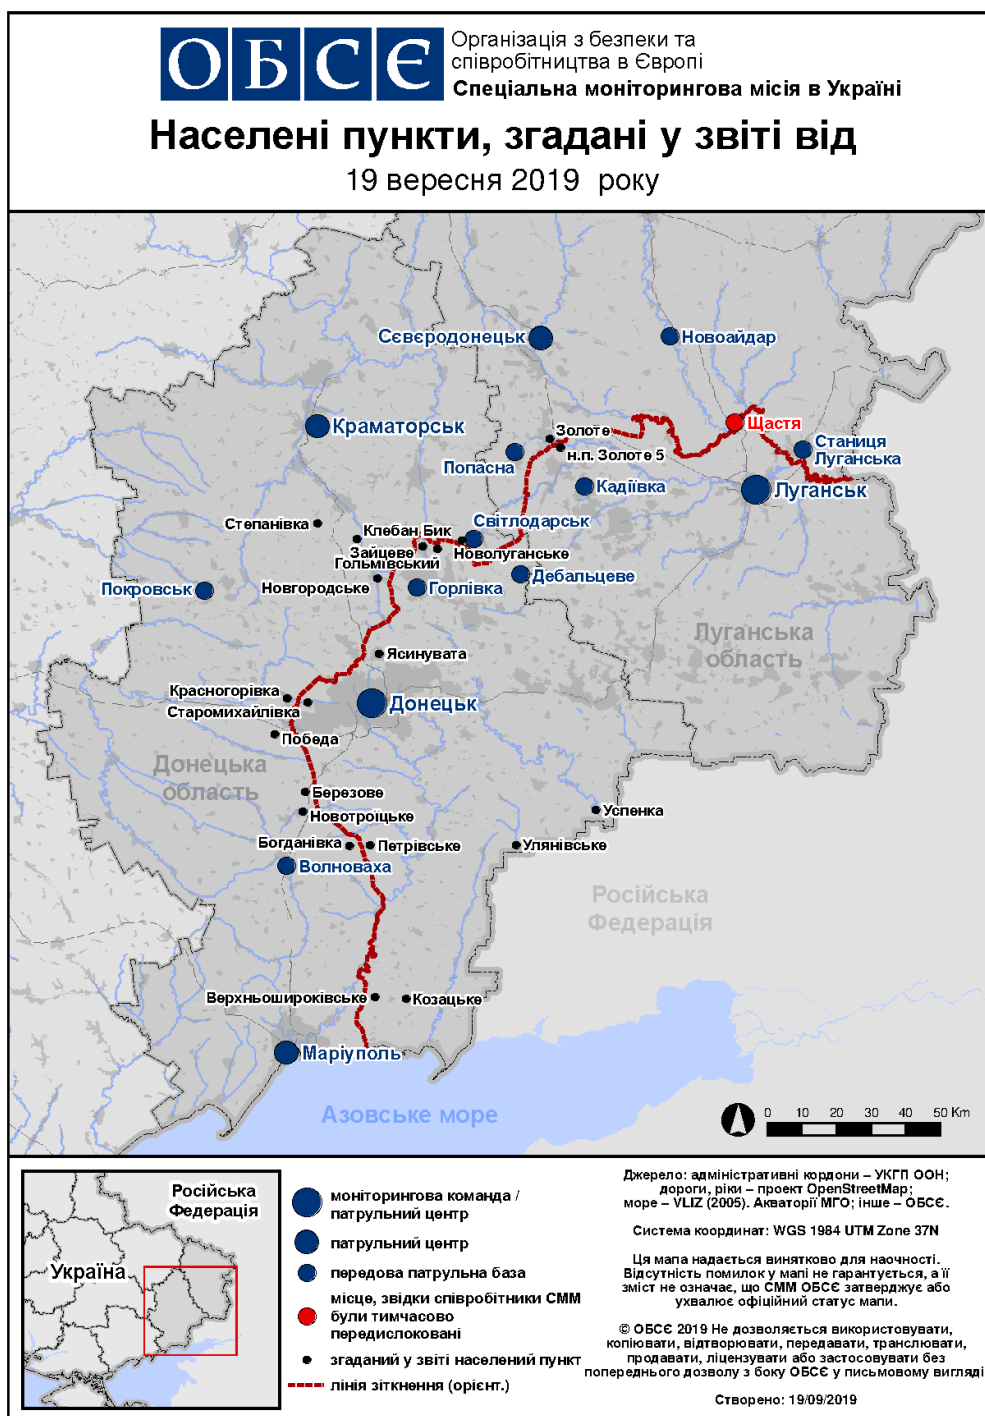 ОБСЄ
Організація з безпеки та
співробітництва в Європі
Спеціальна моніторингова місія в Україні
Населені пункти, згадані у звіті від
19 вересня 2019 року
Сєвєродонецьк
Новоайдар
Краматорськ
Щастя
Золоте
н.п. Золоте 5
Станиця
Луганська
Попасна
Кадіївка
Луганськ
Степанівка
Клебан Бик
Світлодарськ
Зайцеве
Новолуганське
Гольмівський
Дебальцеве
Новгородське
Горлівка
Покровськ
Луганська
область
Ясинувата
Красногорівка
Старомихайлівка
Донецьк
Победа
Донецька
область
Березове
Новотроїцьке
Успенка
Богданівка
Петрівське
Улянівське
Волноваха
Російська
Федерація
Верхньошироківське
Козацьке
Маріуполь
Азовське море
0 10 20 30 40 50 Km
Російська
Федерація
Україна
моніторингова команда /
патрульний центр
патрульний центр
передова патрульна база
місце, звідки співробітники СММ
були тимчасово
передислоковані
згаданий у звіті населений пункт
лінія зіткнення (орієнт.)
Джерело: адміністративні кордони – УКГП ООН;
дороги, ріки – проект OpenStreetMap;
море – VLIZ (2005). Акваторії МГО; інше – ОБСЄ.
Система координат: WGS 1984 UTM Zone 37N
Ця мапа надається винятково для наочності.
Відсутність помилок у мапі не гарантується, а її
зміст не означає, що СММ ОБСЄ затверджує або
ухвалює офіційний статус мапи.
© ОБСЄ 2019 Не дозволяється використовувати,
копіювати, відтворювати, передавати, транслювати,
продавати, ліцензувати або застосовувати без
попереднього дозволу з боку ОБСЄ у письмовому вигляді
Створено: 19/09/2019